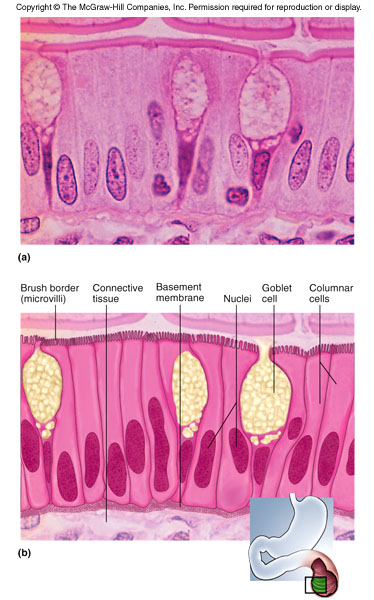 Copyright © The McGraw-Hill Companies, Inc. Permission required for reproduction or display.
(a)
Brush border
(microvilli)
Connective
tissue
Basement
membrane
Nuclei
Goblet
cell
Columnar
cells
(b)